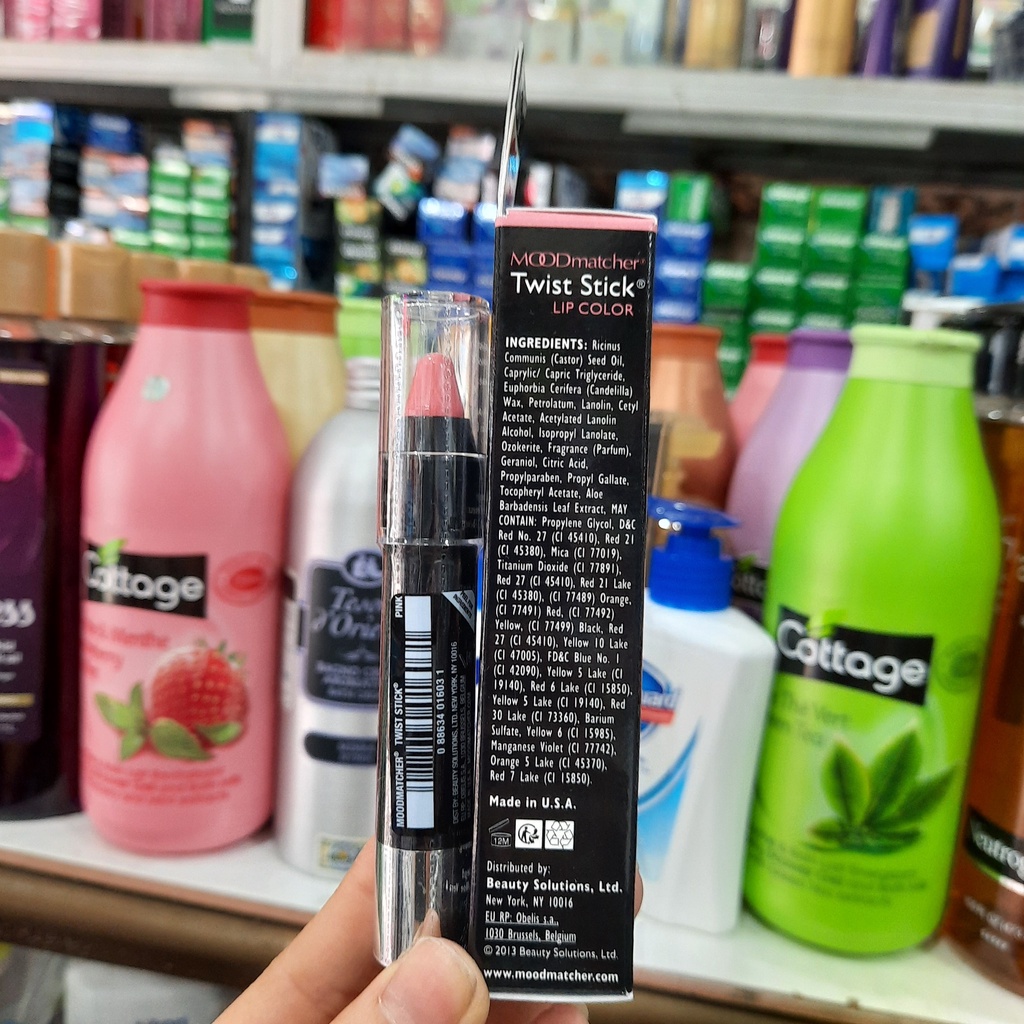 MOODmatcher®
Twist Stick®
LIP COLOR
INGREDIENTS: Ricinus
Communis (Castor) Seed Oil,
Caprylic/ Capric Triglyceride,
Euphorbia Cerifera (Candelilla)
Wax, Petrolatum, Lanolin, Cetyl
Acetate, Acetylated Lanolin
Alcohol, Isopropyl Lanolate,
Ozokerite, Fragrance (Parfum),
Geraniol, Citric Acid,
Propylparaben, Propyl Gallate,
Tocopheryl Acetate, Aloe
Barbadensis Leaf Extract, MAY
CONTAIN: Propylene Glycol, D&C
Red No. 27 (CI 45410), Red 21
(CI 45380), Mica (CI 77019),
Titanium Dioxide (CI 77891),
Red 27 (CI 45410), Red 21 Lake
(CI 45380), (CI 77489) Orange,
(CI 77491) Red, (CI 77492)
Yellow, (CI 77499) Black, Red
27 (CI 45410), Yellow 10 Lake
(CI 47005), FD&C Blue No. 1
(CI 42090), Yellow 5 Lake (CI
19140), Red 6 Lake (CI 15850),
Yellow 5 Lake (CI 19140), Red
30 Lake (CI 73360), Barium
Sulfate, Yellow 6 (CI 15985),
Manganese Violet (CI 77742),
Orange 5 Lake (CI 45370),
Red 7 Lake (CI 15850).
Made in U.S.A.
12M
Distributed by:
Beauty Solutions, Ltd.
New York, NY 10016
EU RP: Obelis s.a.,
1030 Brussels, Belgium
© 2013 Beauty Solutions, Ltd.
www.moodmatcher.com
MOODMATCHER® TWIST STICK® PINK
0 88634 01603 1
DIST. BY: BEAUTY SOLUTIONS, LTD. NEW YORK, NY 10016
Cottage
Cottage